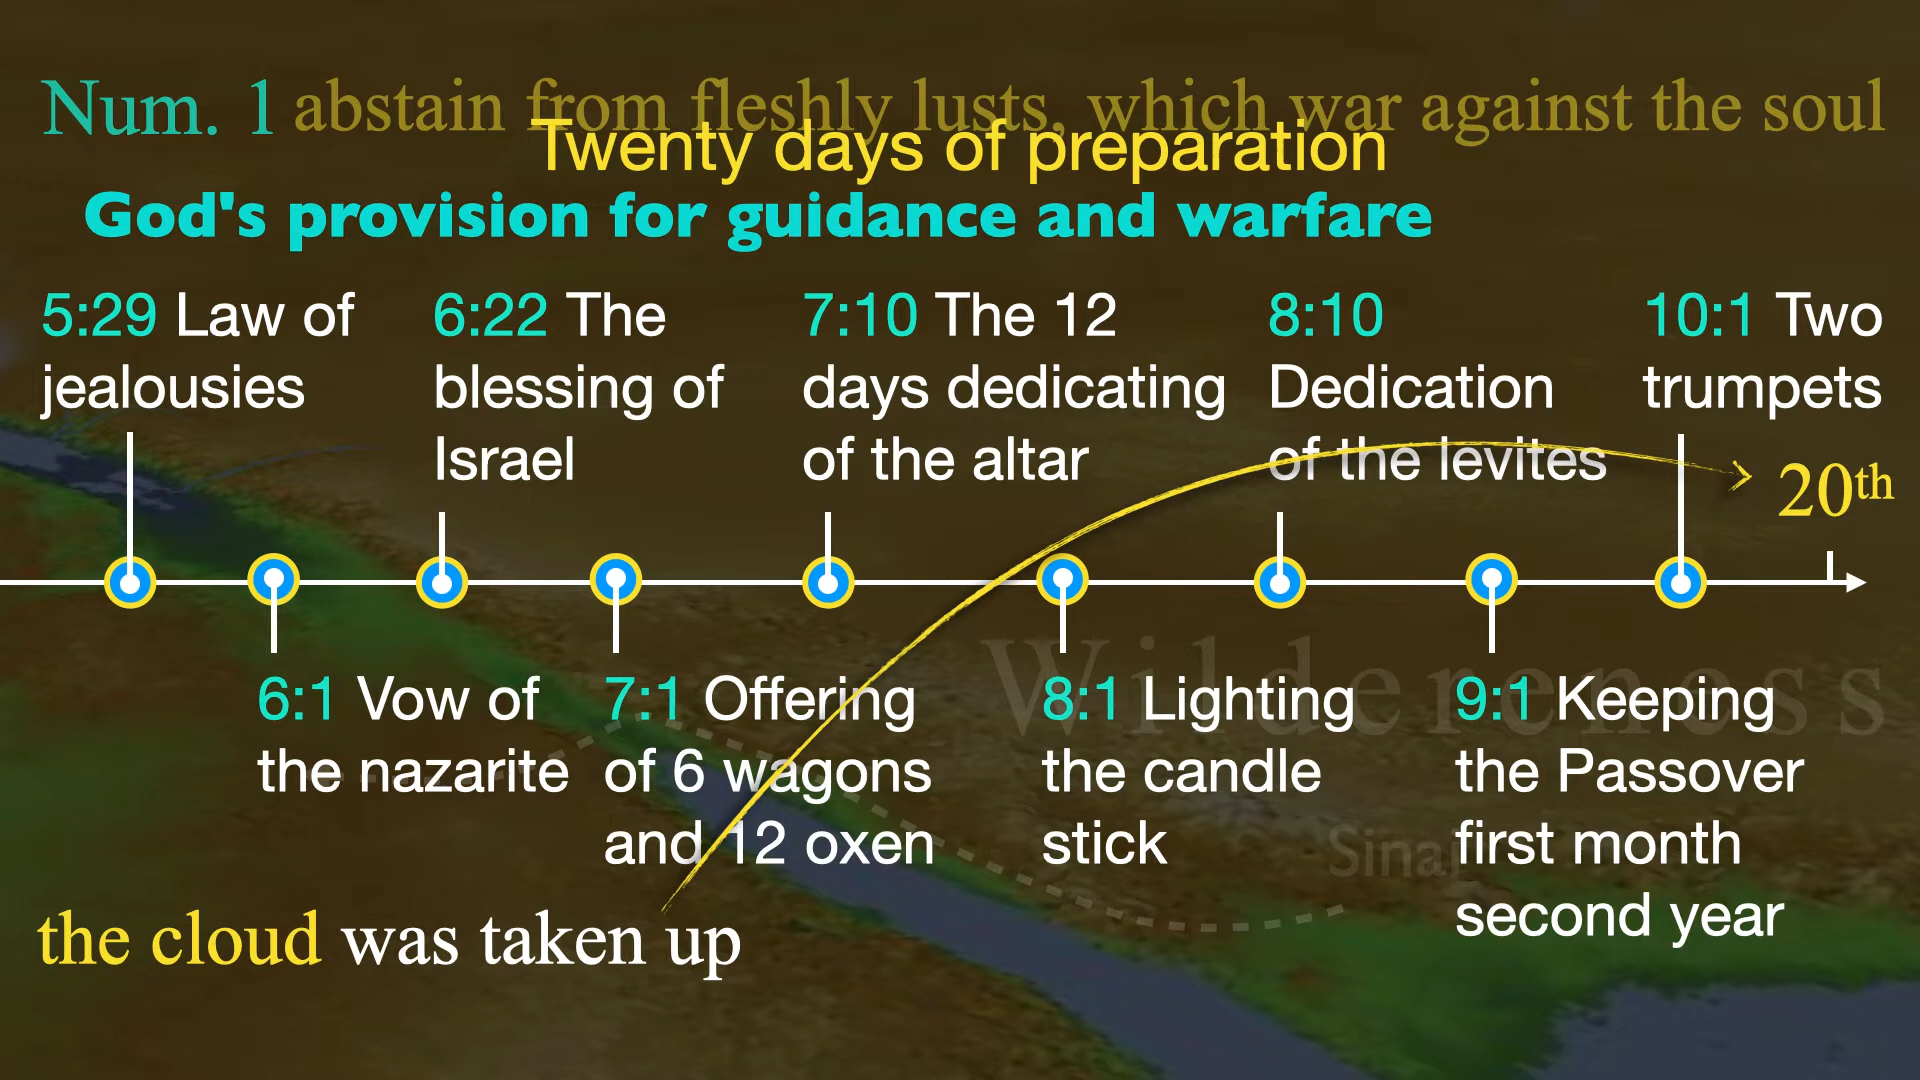 Num. 1 abstain from fleshly lusts, which war against the soul
Twenty days of preparation
God's provision for guidance and warfare
5:29 Law of
jealousies
6:22 The
blessing of
Israel
7:10 The 12
days dedicating
of the altar
8:10
Dedication
of the levites
10:1 Two
trumpets
20th
6:1 Vow of
the nazarite
7:1 Offering
of 6 wagons
and 12 oxen
8:1 Lighting
the candle
stick
9:1 Keeping
the Passover
first month
second year
Wildereness
Sinai
the cloud was taken up